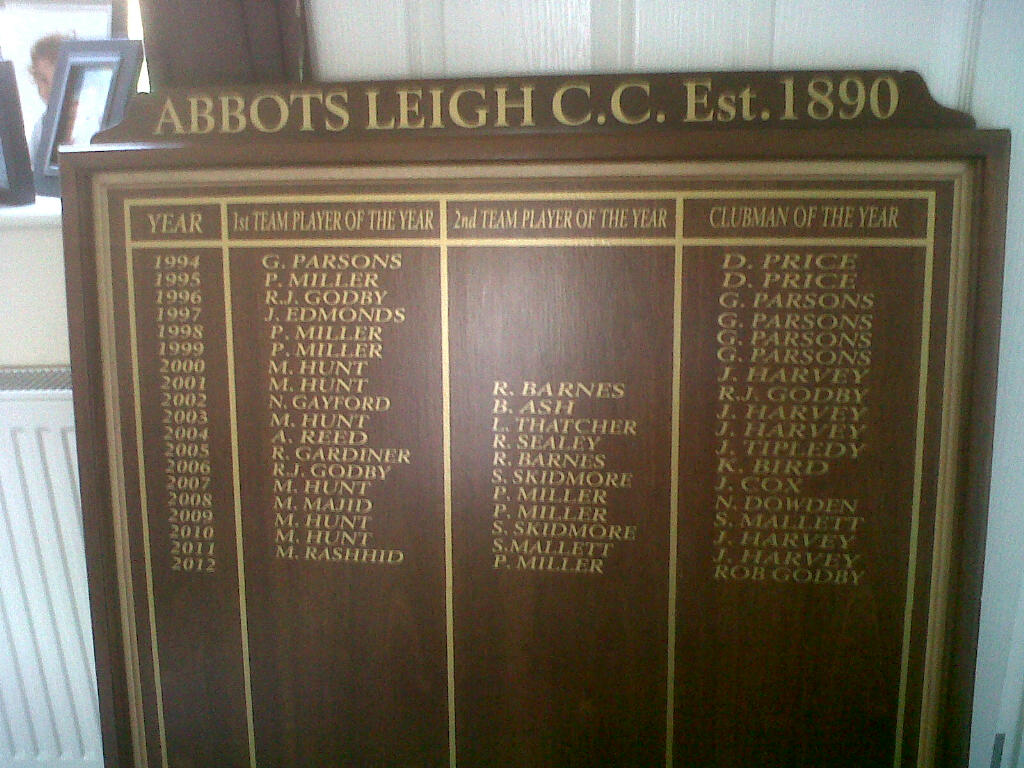 ABBOTS LEIGH C.C. Est. 1890
YEAR 1st TEAM PLAYER OF THE YEAR 2nd TEAM PLAYER OF THE YEAR CLUBMAN OF THE YEAR
1994 G. PARSONS D. PRICE
1995 P. MILLER D. PRICE
1996 R.J. GODBY G. PARSONS
1997 J. EDMONDS G. PARSONS
1998 P. MILLER G. PARSONS
1999 P. MILLER G. PARSONS
2000 M. HUNT J. HARVEY
2001 M. HUNT R. BARNES R.J. GODBY
2002 N. GAYFORD B. ASH J. HARVEY
2003 M. HUNT L. THATCHER J. HARVEY
2004 A. REED R. SEALEY J. TIPLEDY
2005 R. GARDINER R. BARNES K. BIRD
2006 R.J. GODBY S. SKIDMORE J. COX
2007 M. HUNT P. MILLER N. DOWDEN
2008 M. MAJID P. MILLER S. MALLETT
2009 M. HUNT S. SKIDMORE J. HARVEY
2010 M. HUNT S.MALLETT J. HARVEY
2011 M. RASHHID P. MILLER ROB GODBY
2012